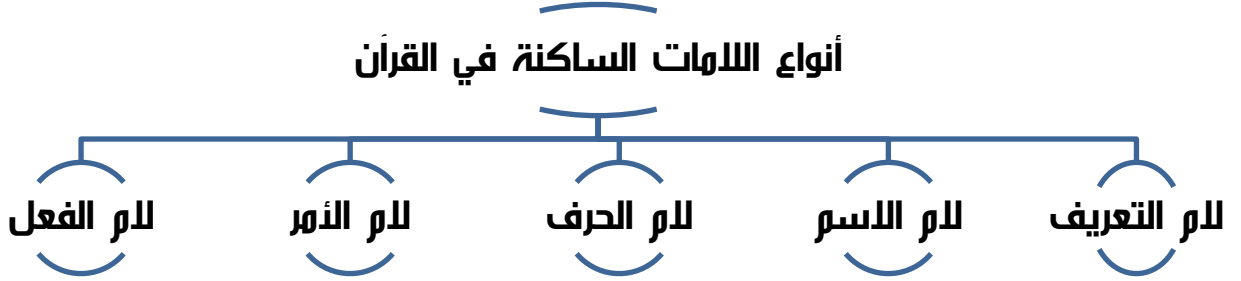 أنواع اللامات الساكنة في القرآن
لام التعريف
لام الاسم
لام الحرف
لام الأمر
لام الفعل